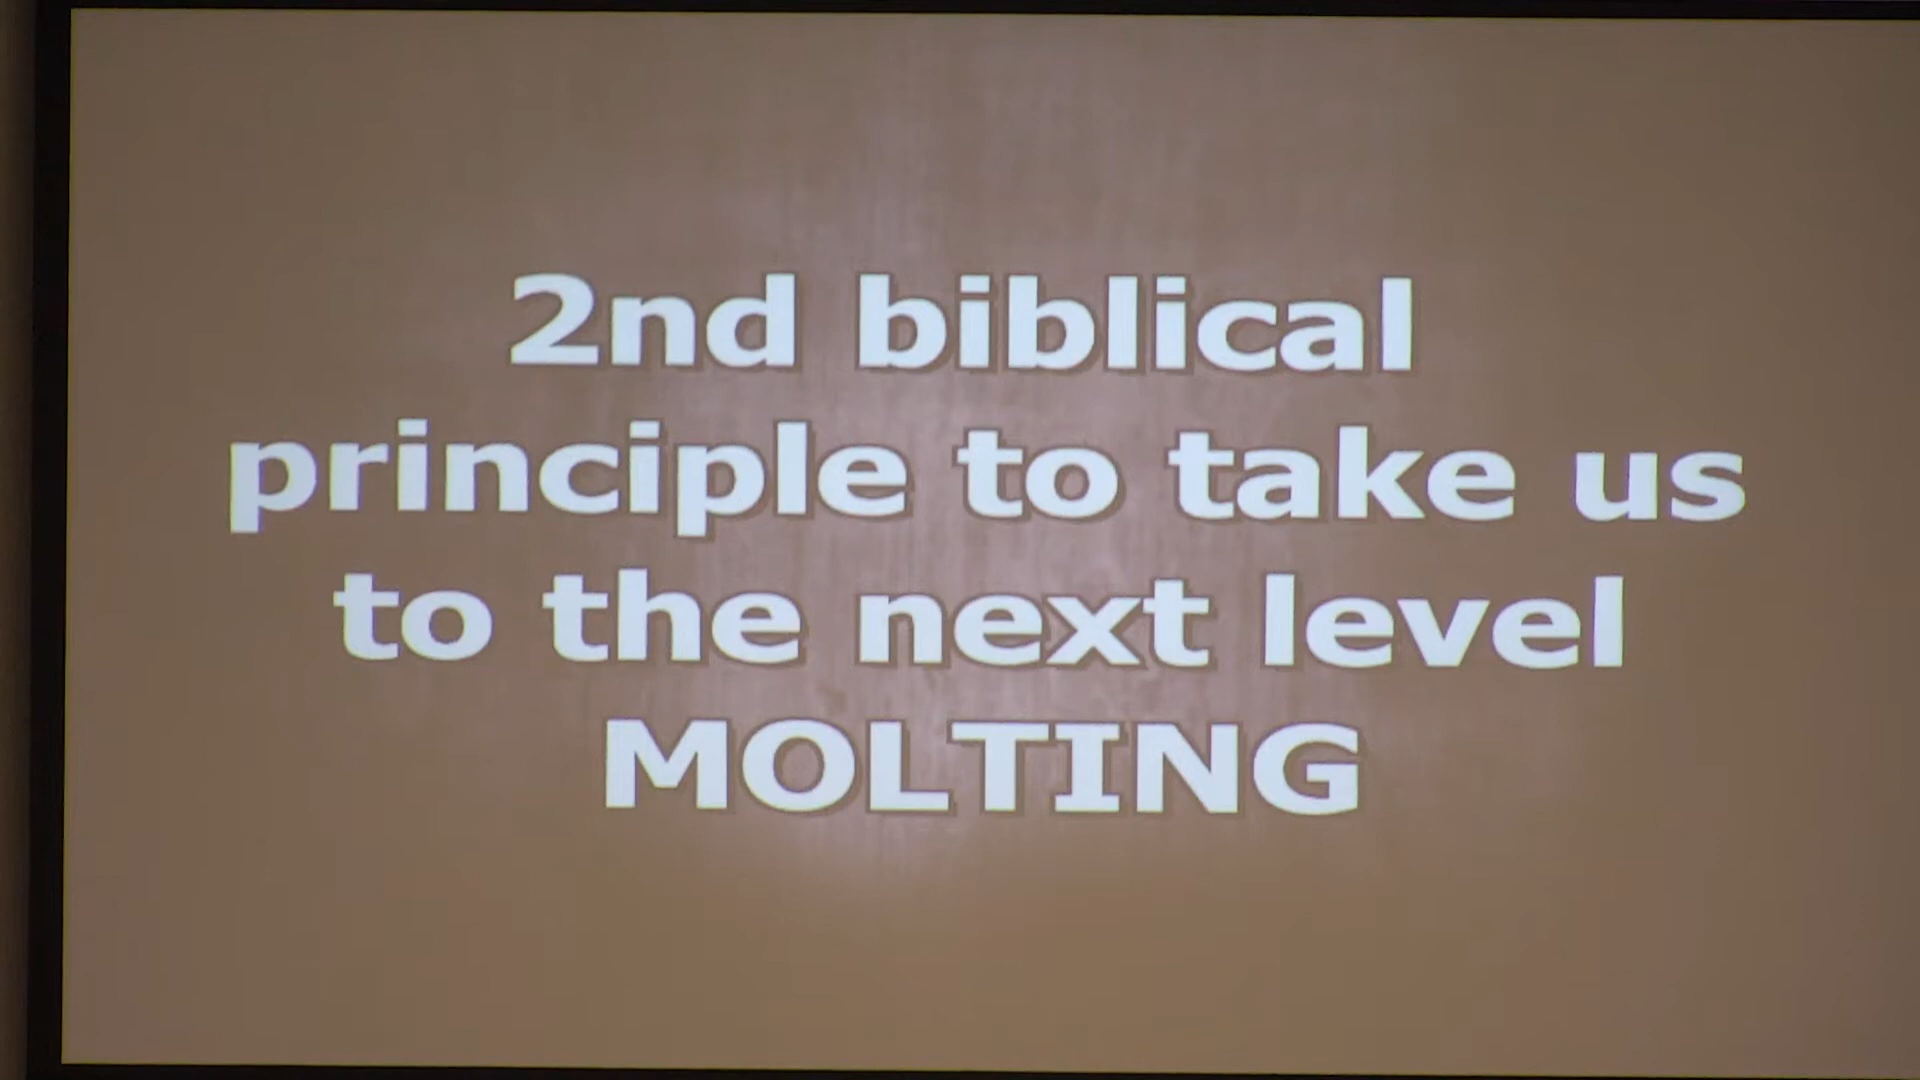 2nd biblical
principle to take us
to the next level
MOLTING